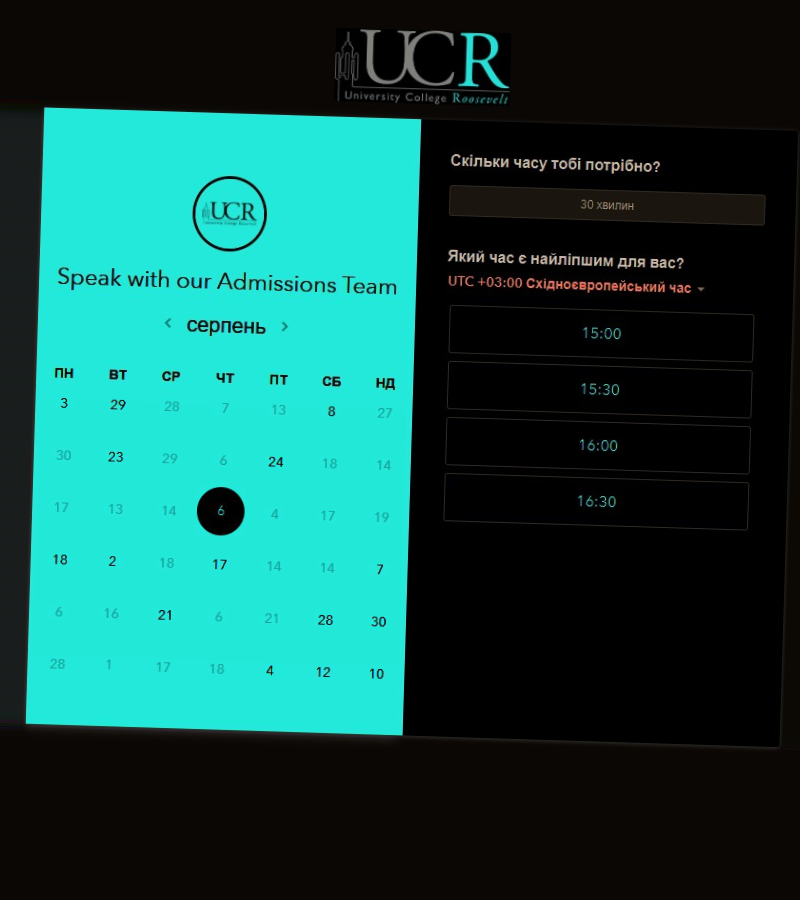 UCR
University College Roosevelt
UCR
Speak with our Admissions Team
серпень
ПН ВТ СР ЧТ ПТ СБ НД
3 29 28 7 13 8 27
30 23 29 6 24 18 14
17 13 14 6 4 17 19
18 2 18 17 14 14 7
6 16 21 6 21 28 30
28 1 17 18 4 12 10
Скільки часу тобі потрібно?
30 хвилин
Який час є найліпшим для вас?
UTC +03:00 Східноєвропейський час
15:00
15:30
16:00
16:30